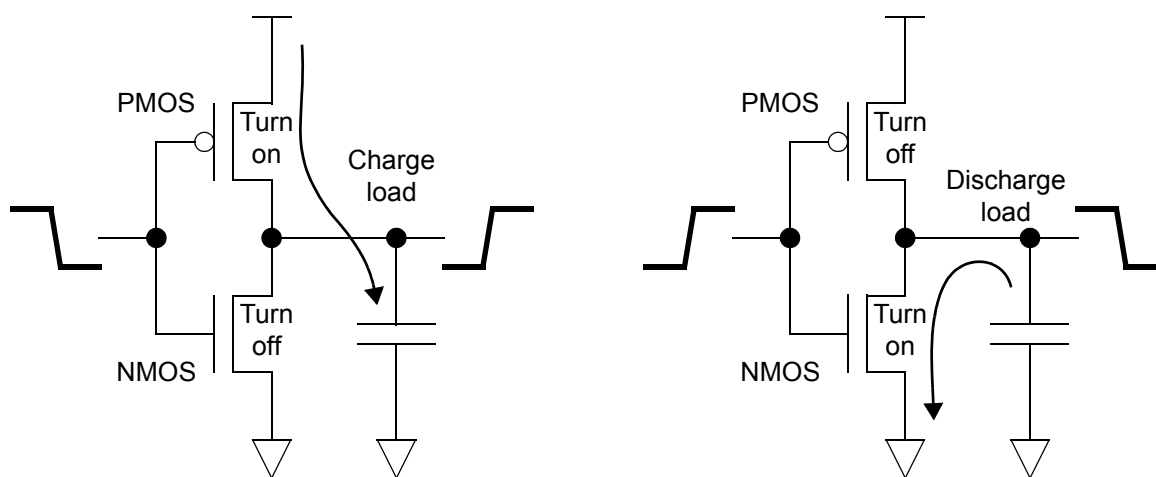 PMOS
Turn
on
Charge
load
Turn
off
NMOS
PMOS
Turn
off
Discharge
load
Turn
on
NMOS